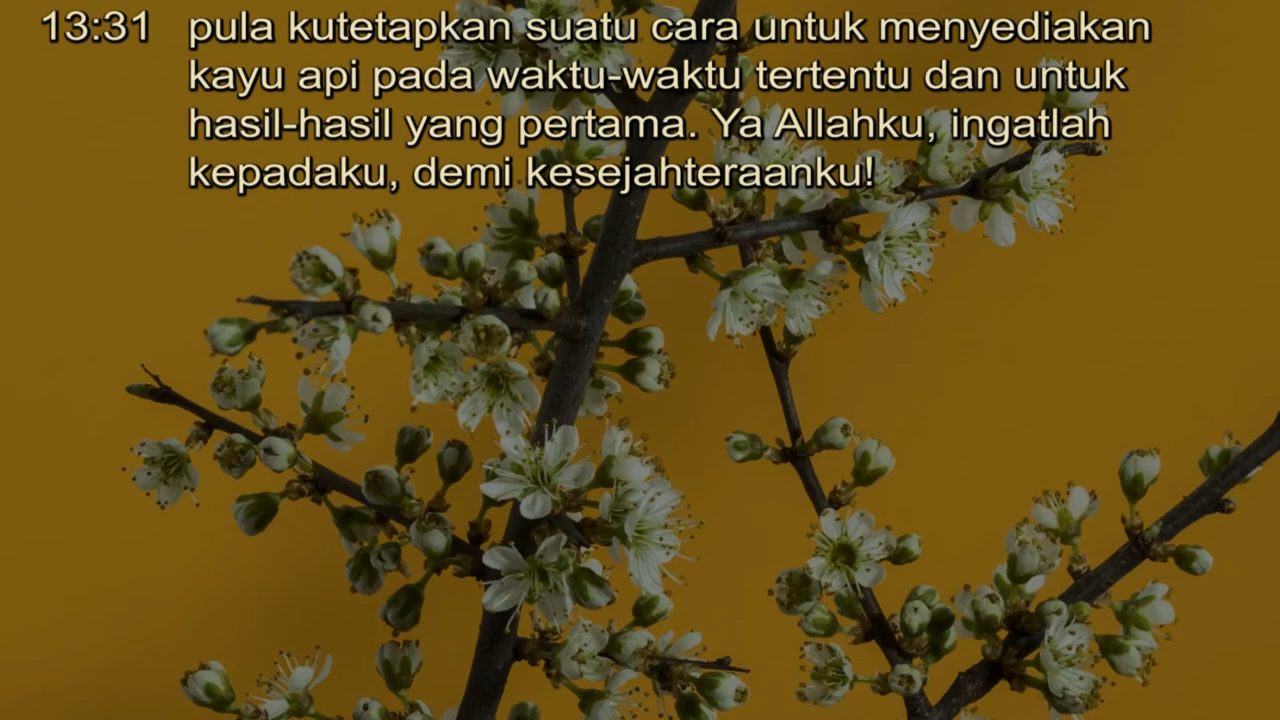 13:31 pula kutetapkan suatu cara untuk menyediakan
kayu api pada waktu-waktu tertentu dan untuk
hasil-hasil yang pertama. Ya Allahku, ingatlah
kepadaku, demi kesejahteraanku!